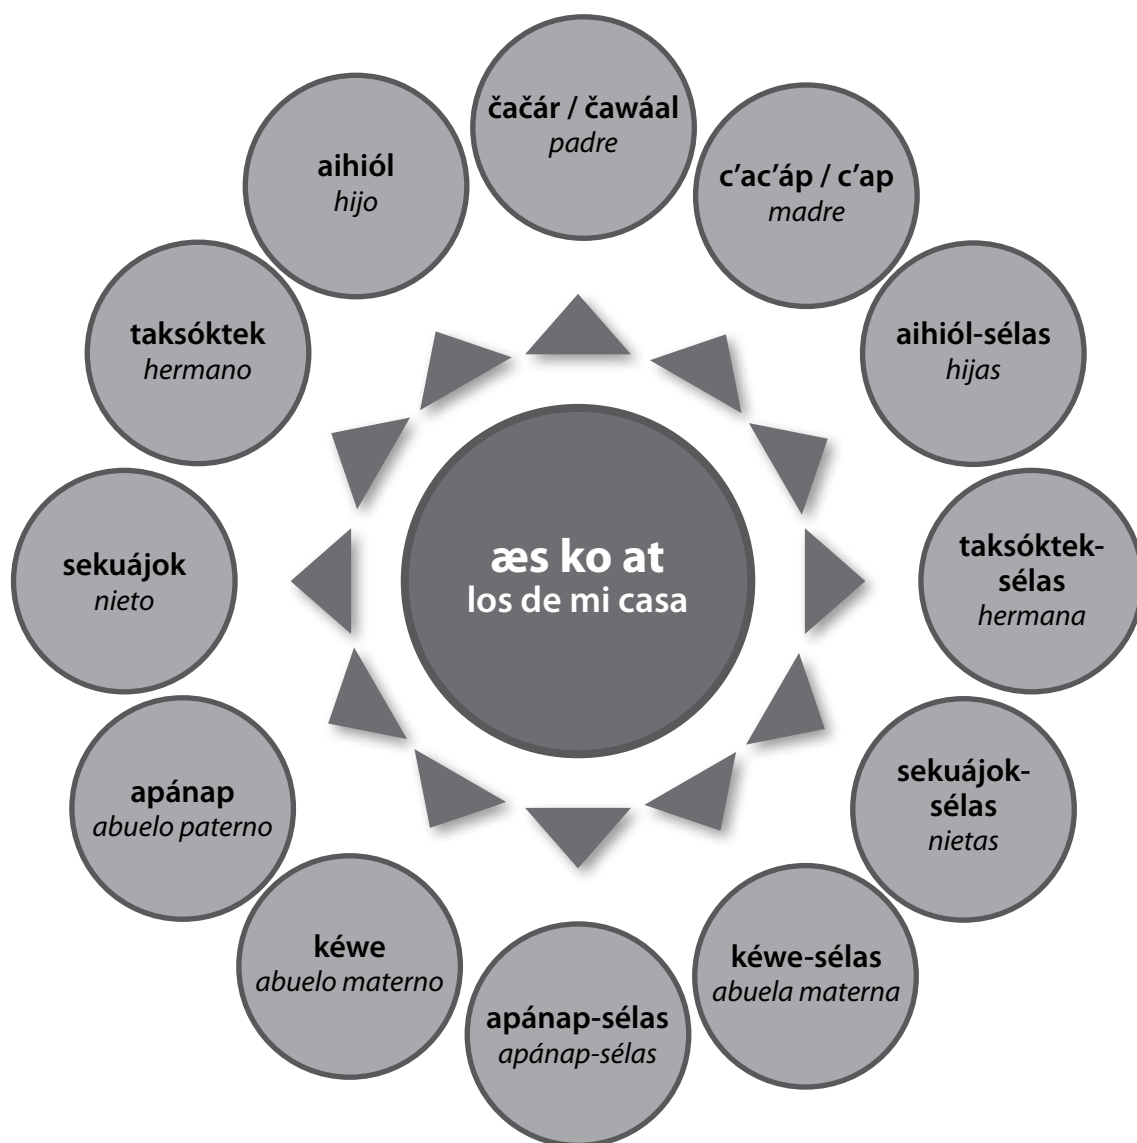 čačár / čawáal
padre
c’ac’áp / c’ap
madre
aihiól-sélas
hijas
taksóktek-
sélas
hermana
sekuájok-
sélas
nietas
kéwe-sélas
abuela materna
apánap-sélas
apánap-sélas
kéwe
abuelo materno
apánap
abuelo paterno
sekuájok
nieto
taksóktek
hermano
aihiól
hijo
æs ko at
los de mi casa